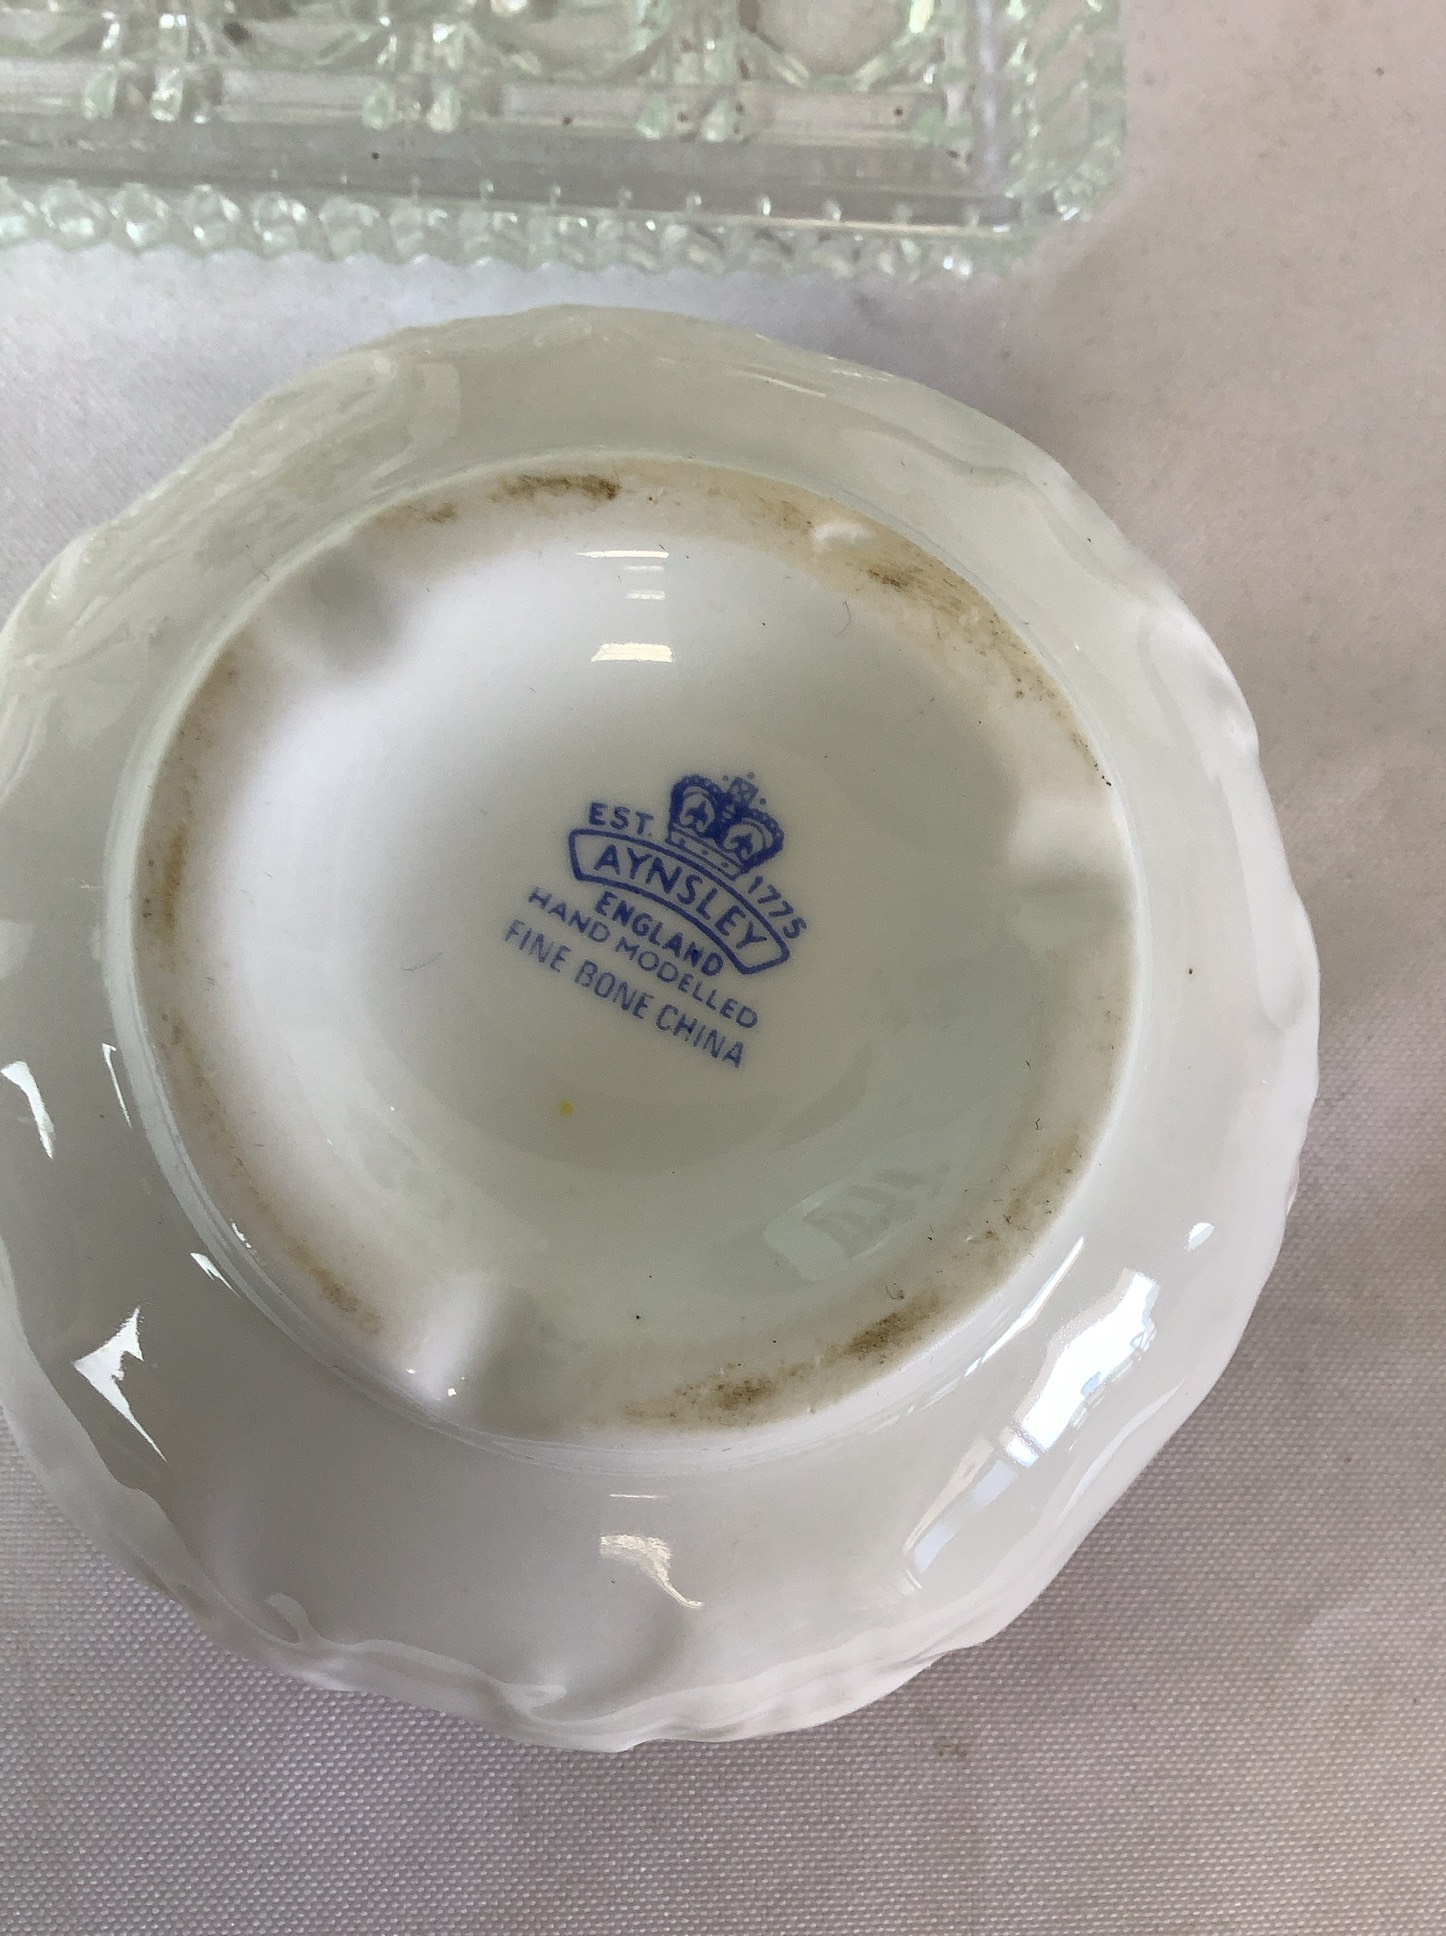 EST. 1775
AYNSLEY
ENGLAND
HAND MODELLED
FINE BONE CHINA